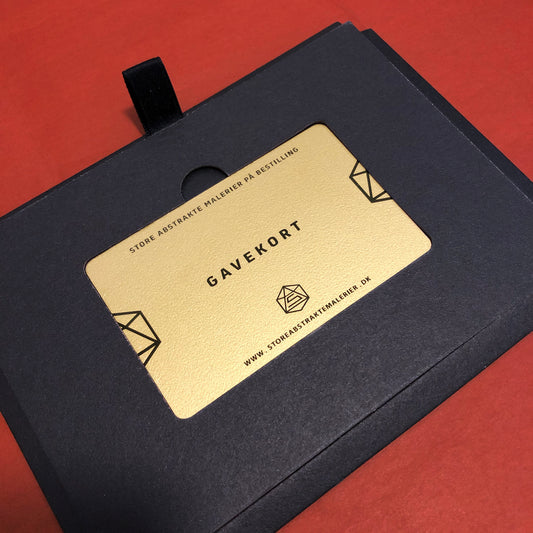 STORE ABSTRAKTE MALERIER PÅ BESTILLING
GAVEKORT
WWW.STOREABSTRAKTEMALERIER.DK